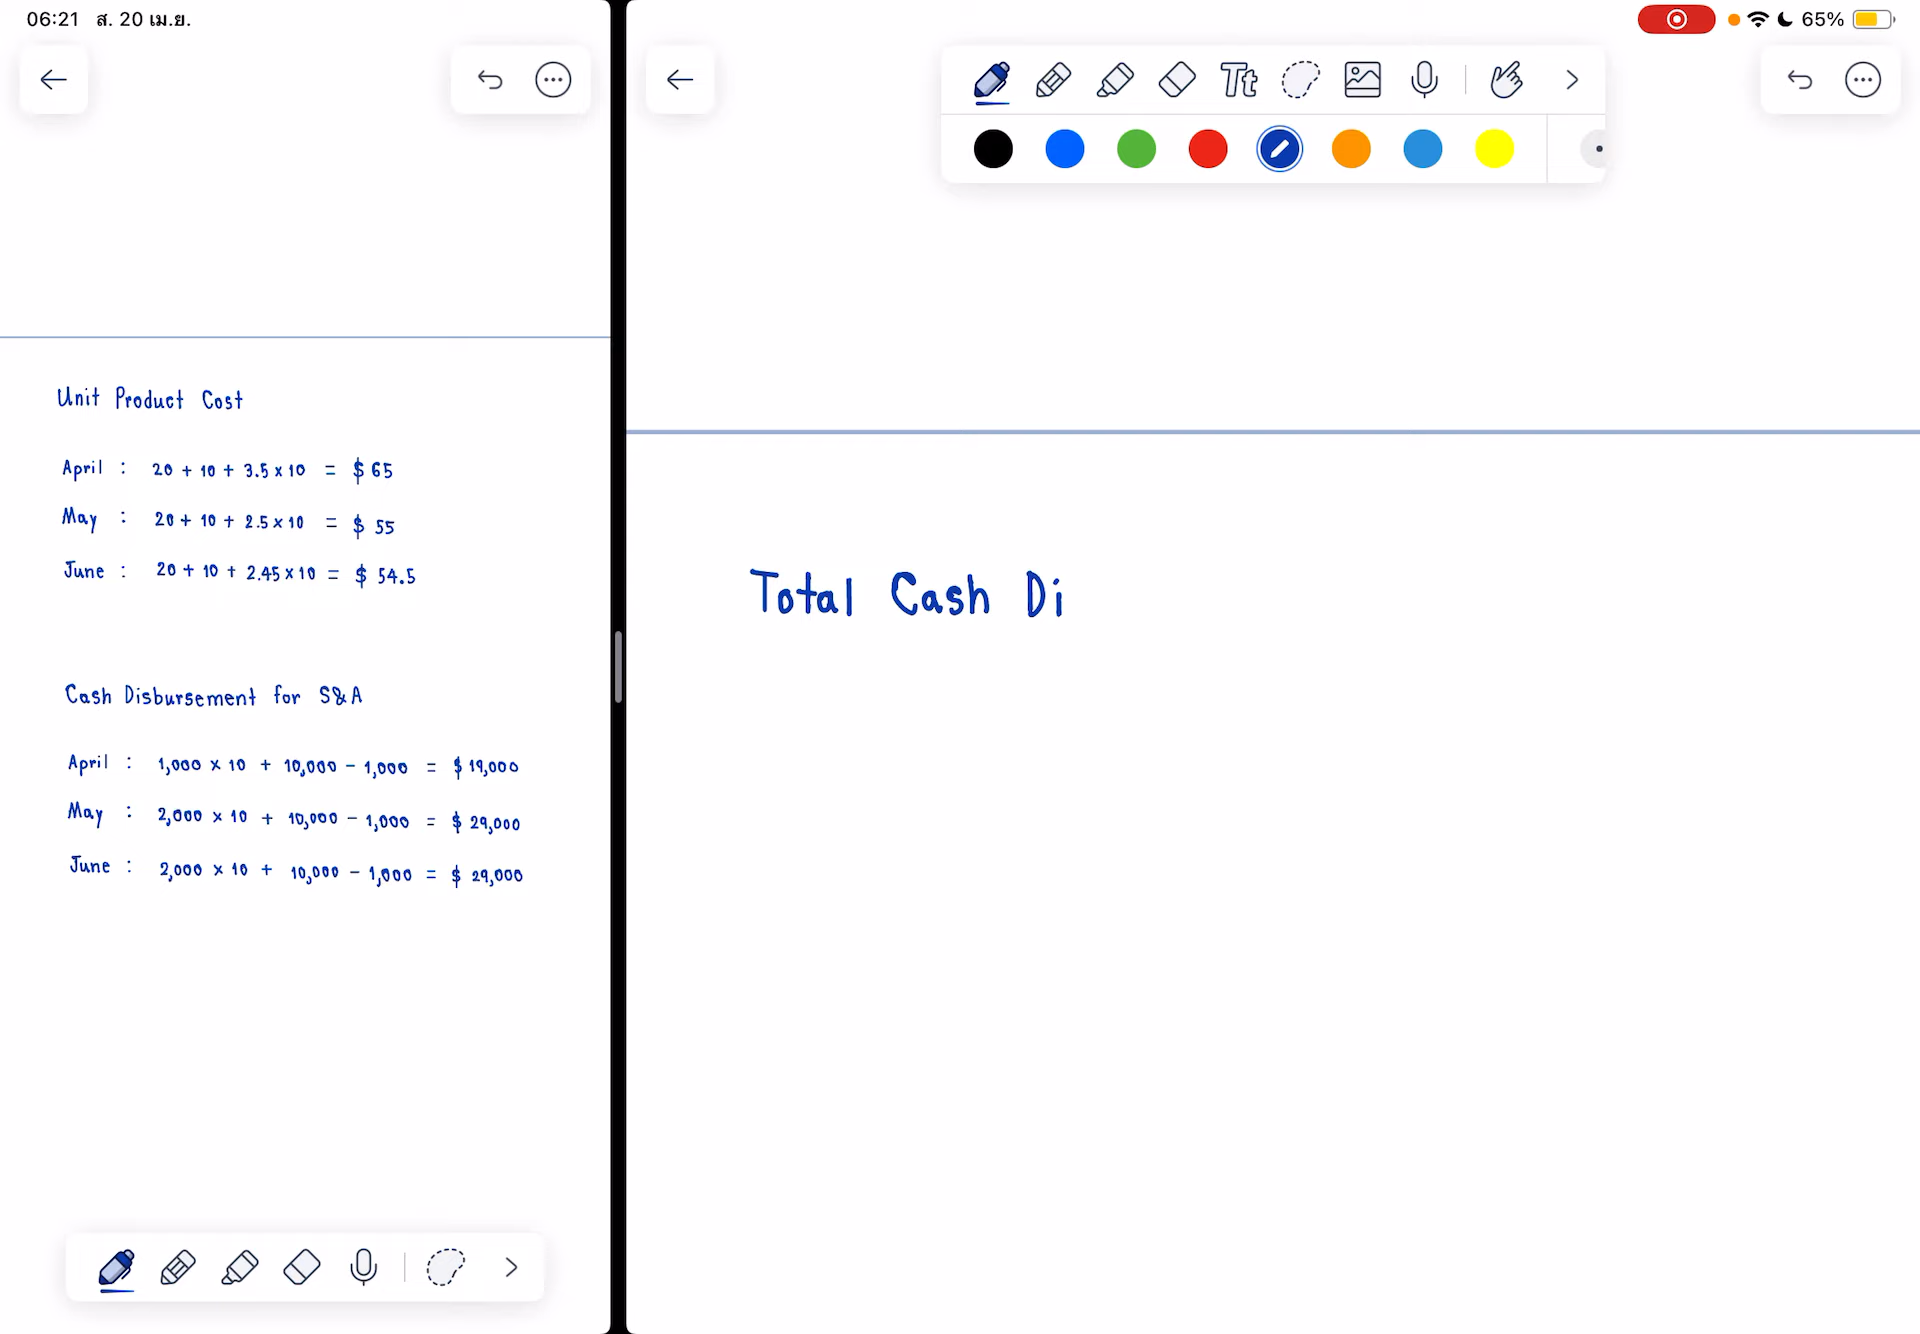 06:21 ส. 20 เม.ย.
65%
Tt
Unit Product Cost
April : 20 + 10 + 3.5 x 10 = $ 65
May : 20 + 10 + 2.5 x 10 = $ 55
June : 20 + 10 + 2.45 x 10 = $ 54.5
Cash Disbursement for S&A
April : 1,000 x 10 + 10,000 - 1,000 = $ 19,000
May : 2,000 x 10 + 10,000 - 1,000 = $ 29,000
June : 2,000 x 10 + 10,000 - 1,000 = $ 29,000
Total Cash Di